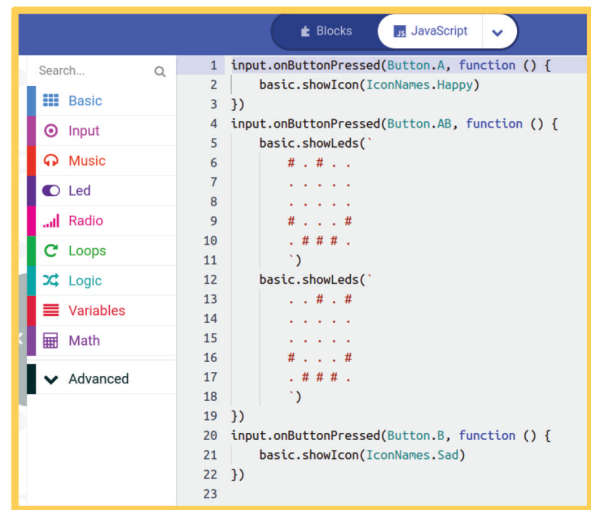 Blocks
JS JavaScript
Search...
Basic
Input
Music
Led
Radio
Loops
Logic
Variables
Math
Advanced
1 input.onButtonPressed(Button.A, function () {
2     basic.showIcon(IconNames.Happy)
3 })
4 input.onButtonPressed(Button.AB, function () {
5     basic.showLeds(`
6         # . # . .
7         . . . . .
8         . . . . .
9         # . . . #
10         . # # # .
11         `)
12     basic.showLeds(`
13         . . # . #
14         . . . . .
15         . . . . .
16         # . . . #
17         . # # # .
18         `)
19 })
20 input.onButtonPressed(Button.B, function () {
21     basic.showIcon(IconNames.Sad)
22 })
23